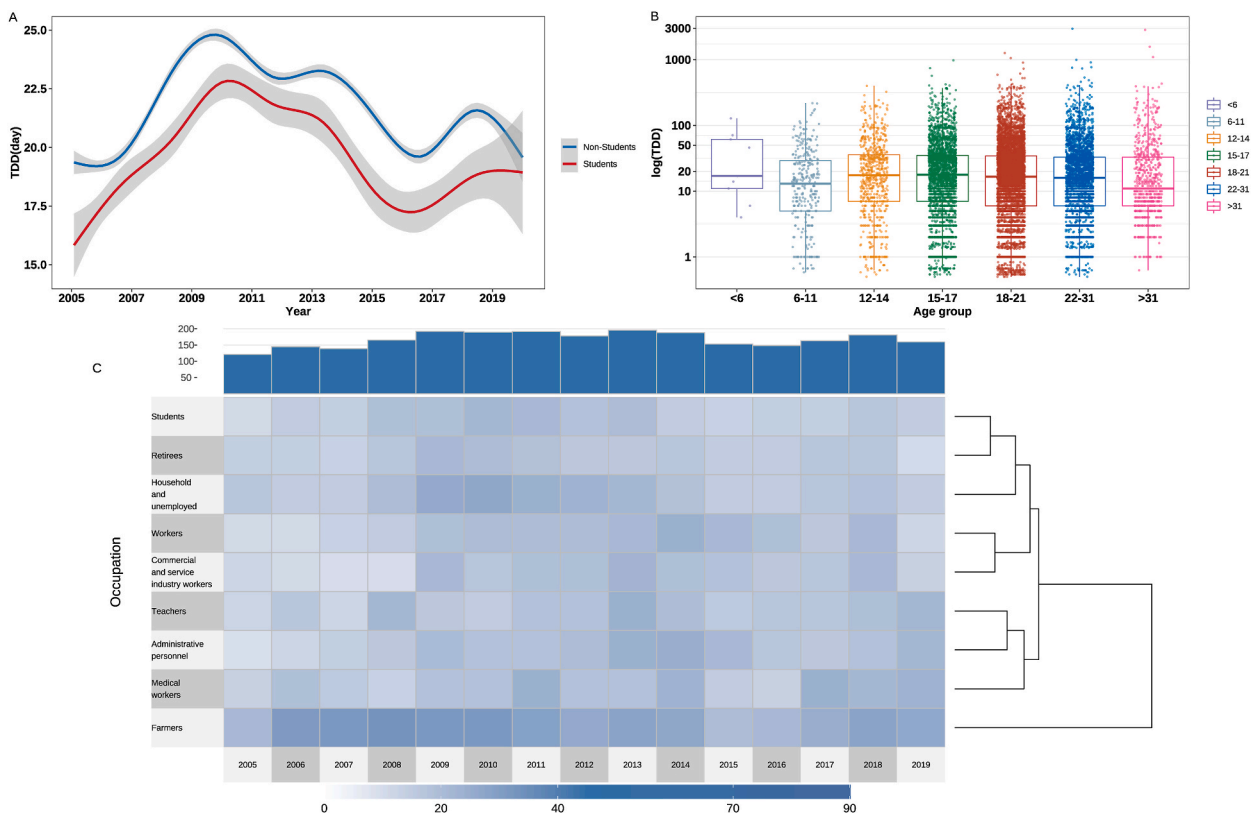 A
25.0
22.5
20.0
17.5
15.0
TDD(day)
2005 2007 2009 2011 2013 2015 2017 2019
Year
Non-Students
Students
B
3000
1000
100
50
20
10
1
log(TDD)
<6 6-11 12-14 15-17 18-21 22-31 >31
Age group
<6
6-11
12-14
15-17
18-21
22-31
>31
C
200
150
100
50
Occupation
Students
Retirees
Household
and
unemployed
Workers
Commercial
and service
industry workers
Teachers
Administrative
personnel
Medical
workers
Farmers
2005 2006 2007 2008 2009 2010 2011 2012 2013 2014 2015 2016 2017 2018 2019
0 20 40 70 90